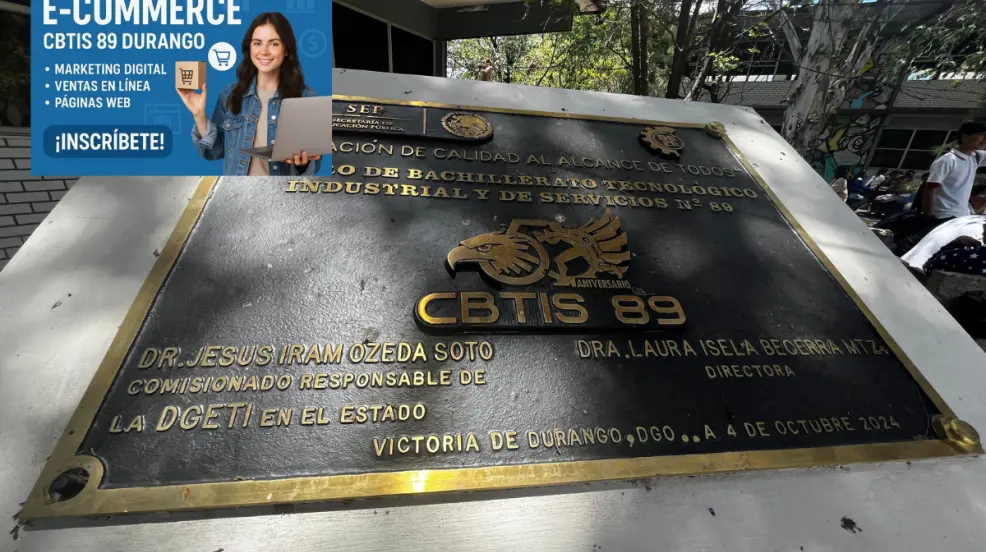 E-COMMERCE
CBTIS 89 DURANGO
• MARKETING DIGITAL
• VENTAS EN LÍNEA
• PÁGINAS WEB
¡INSCRÍBETE!
SEP
SECRETARÍA DE
EDUCACIÓN PÚBLICA
ACIÓN DE CALIDAD AL ALCANCE DE TODOS
O DE BACHILLERATO TECNOLÓGICO
INDUSTRIAL Y DE SERVICIOS Nº 89
ANIVERSARIO
CBTIS 89
DR. JESUS IRAM OZEDA SOTO
COMISIONADO RESPONSABLE DE
LA DGETI EN EL ESTADO
DRA. LAURA ISELA BECERRA MTZ.
DIRECTORA
VICTORIA DE DURANGO, DGO.. A 4 DE OCTUBRE 2024